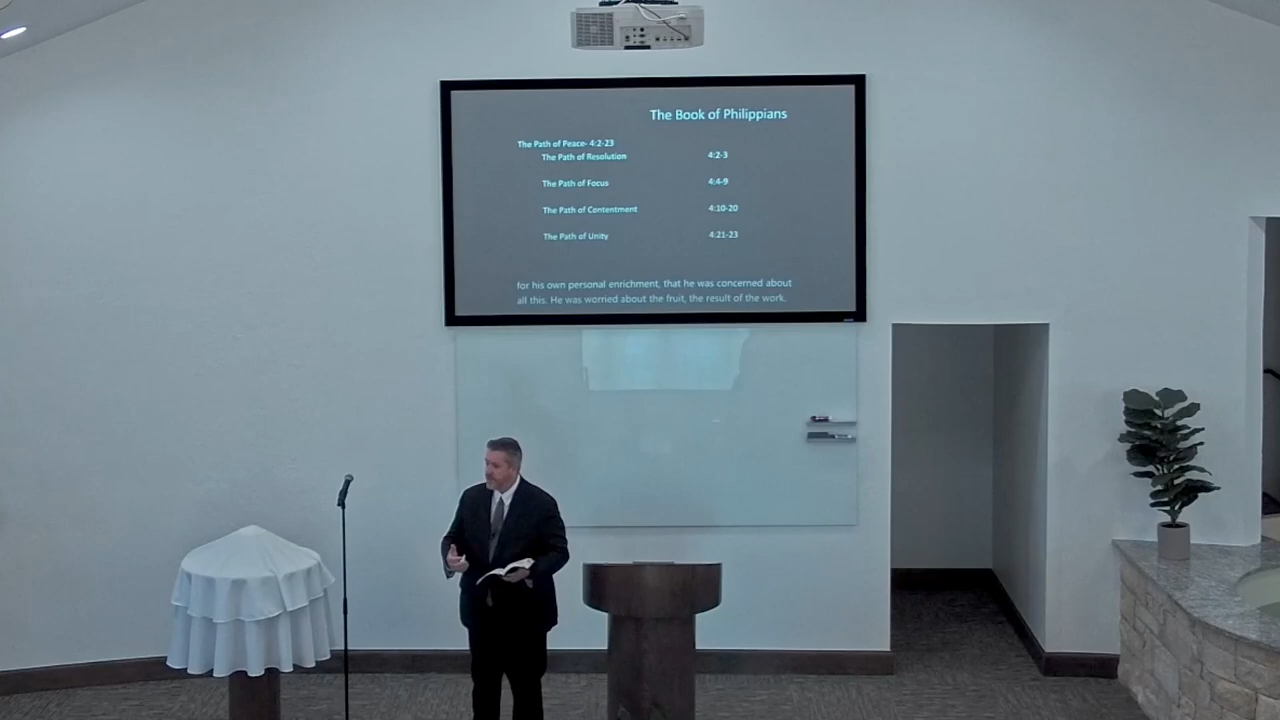 The Book of Philippians
The Path of Peace- 4:2-23
The Path of Resolution 4:2-3
The Path of Focus 4:4-9
The Path of Contentment 4:10-20
The Path of Unity 4:21-23
for his own personal enrichment, that he was concerned about
all this. He was worried about the fruit, the result of the work.